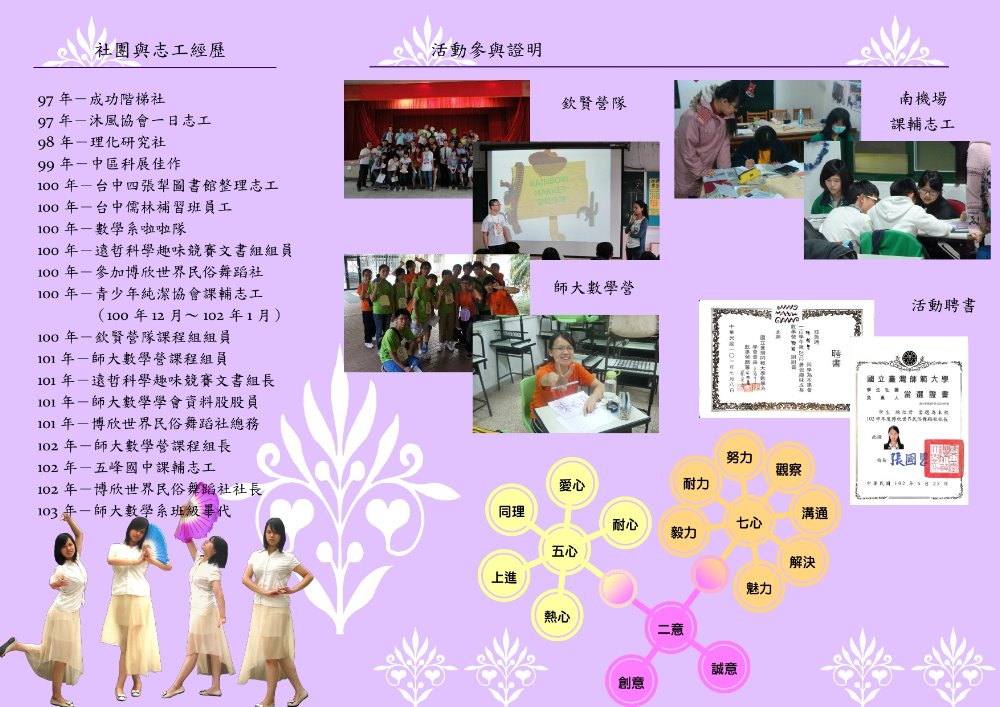 社團與志工經歷
97 年－成功階梯社
97 年－沐風協會一日志工
98 年－理化研究社
99 年－中區科展佳作
100 年－台中四張犁圖書館整理志工
100 年－台中儒林補習班員工
100 年－數學系啦啦隊
100 年－遠哲科學趣味競賽文書組組員
100 年－參加博欣世界民俗舞蹈社
100 年－青少年純潔協會課輔志工
（100 年 12 月～ 102 年 1 月）
100 年－欽賢營隊課程組組員
101 年－師大數學營課程組員
101 年－遠哲科學趣味競賽文書組長
101 年－師大數學學會資料股股員
101 年－博欣世界民俗舞蹈社總務
102 年－師大數學營課程組長
102 年－五峰國中課輔志工
102 年－博欣世界民俗舞蹈社社長
103 年－師大數學系班級畢代
活動參與證明
欽賢營隊
RAINBOW
MARKET
師大數學營
南機場
課輔志工
活動聘書
聘書
國立臺灣師範大學
當選證書
中華民國 102 年 6 月 25 日
五心
愛心
耐心
同理
上進
熱心
七心
努力
觀察
耐力
溝通
毅力
解決
魅力
二意
創意
誠意